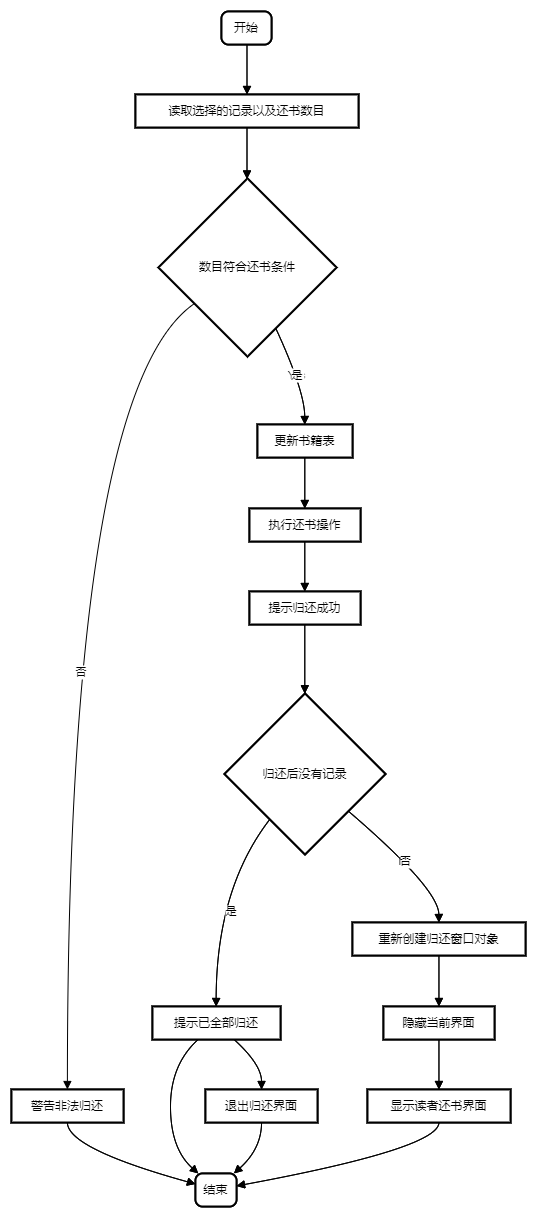 开始
读取选择的记录以及还书数目
数目符合还书条件
是
更新书籍表
执行还书操作
提示归还成功
否
归还后没有记录
否
是
重新创建归还窗口对象
提示已全部归还
隐藏当前界面
警告非法归还
退出归还界面
显示读者还书界面
结束